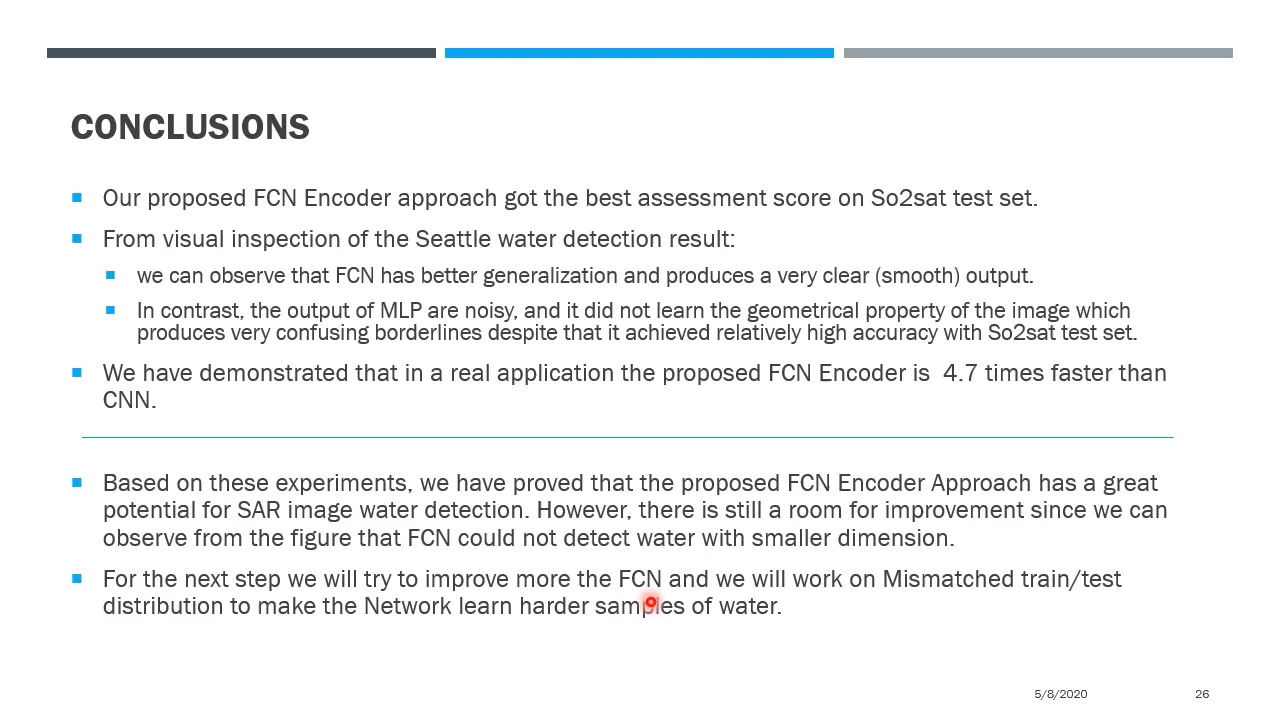 CONCLUSIONS
Our proposed FCN Encoder approach got the best assessment score on So2sat test set.
From visual inspection of the Seattle water detection result:
we can observe that FCN has better generalization and produces a very clear (smooth) output.
In contrast, the output of MLP are noisy, and it did not learn the geometrical property of the image which
produces very confusing borderlines despite that it achieved relatively high accuracy with So2sat test set.
We have demonstrated that in a real application the proposed FCN Encoder is  4.7 times faster than
CNN.
Based on these experiments, we have proved that the proposed FCN Encoder Approach has a great
potential for SAR image water detection. However, there is still a room for improvement since we can
observe from the figure that FCN could not detect water with smaller dimension.
For the next step we will try to improve more the FCN and we will work on Mismatched train/test
distribution to make the Network learn harder samples of water.
5/8/2020 26